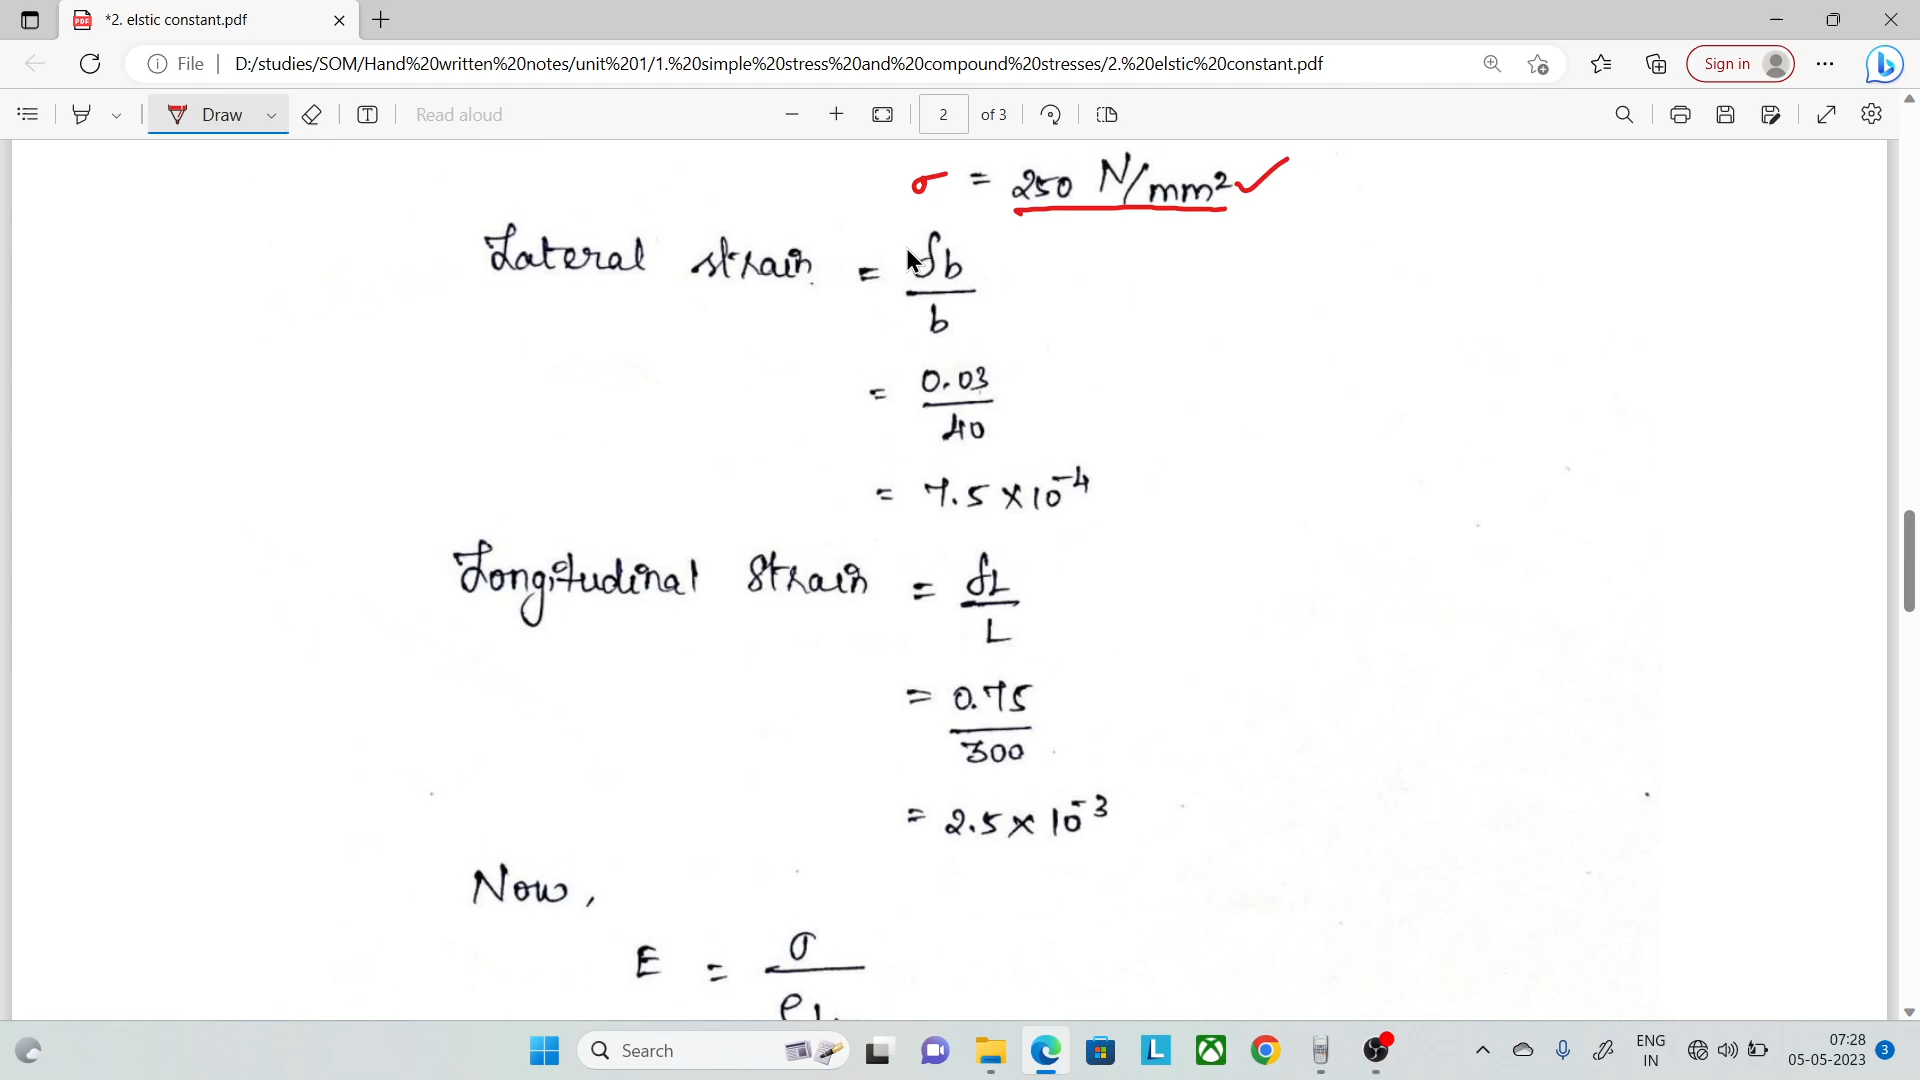 *2. elstic constant.pdf
File
D:/studies/SOM/Hand%20written%20notes/unit%201/1.%20simple%20stress%20and%20compound%20stresses/2.%20elstic%20constant.pdf
Sign in
Draw
Read aloud
2 of 3
σ = 250 N/mm²
Lateral strain = δb / b
= 0.03 / 40
= 7.5 × 10⁻⁴
Longitudinal Strain = δL / L
= 0.75 / 300
= 2.5 × 10⁻³
Now,
E = σ / eL
Search
ENG
IN
07:28
05-05-2023
3